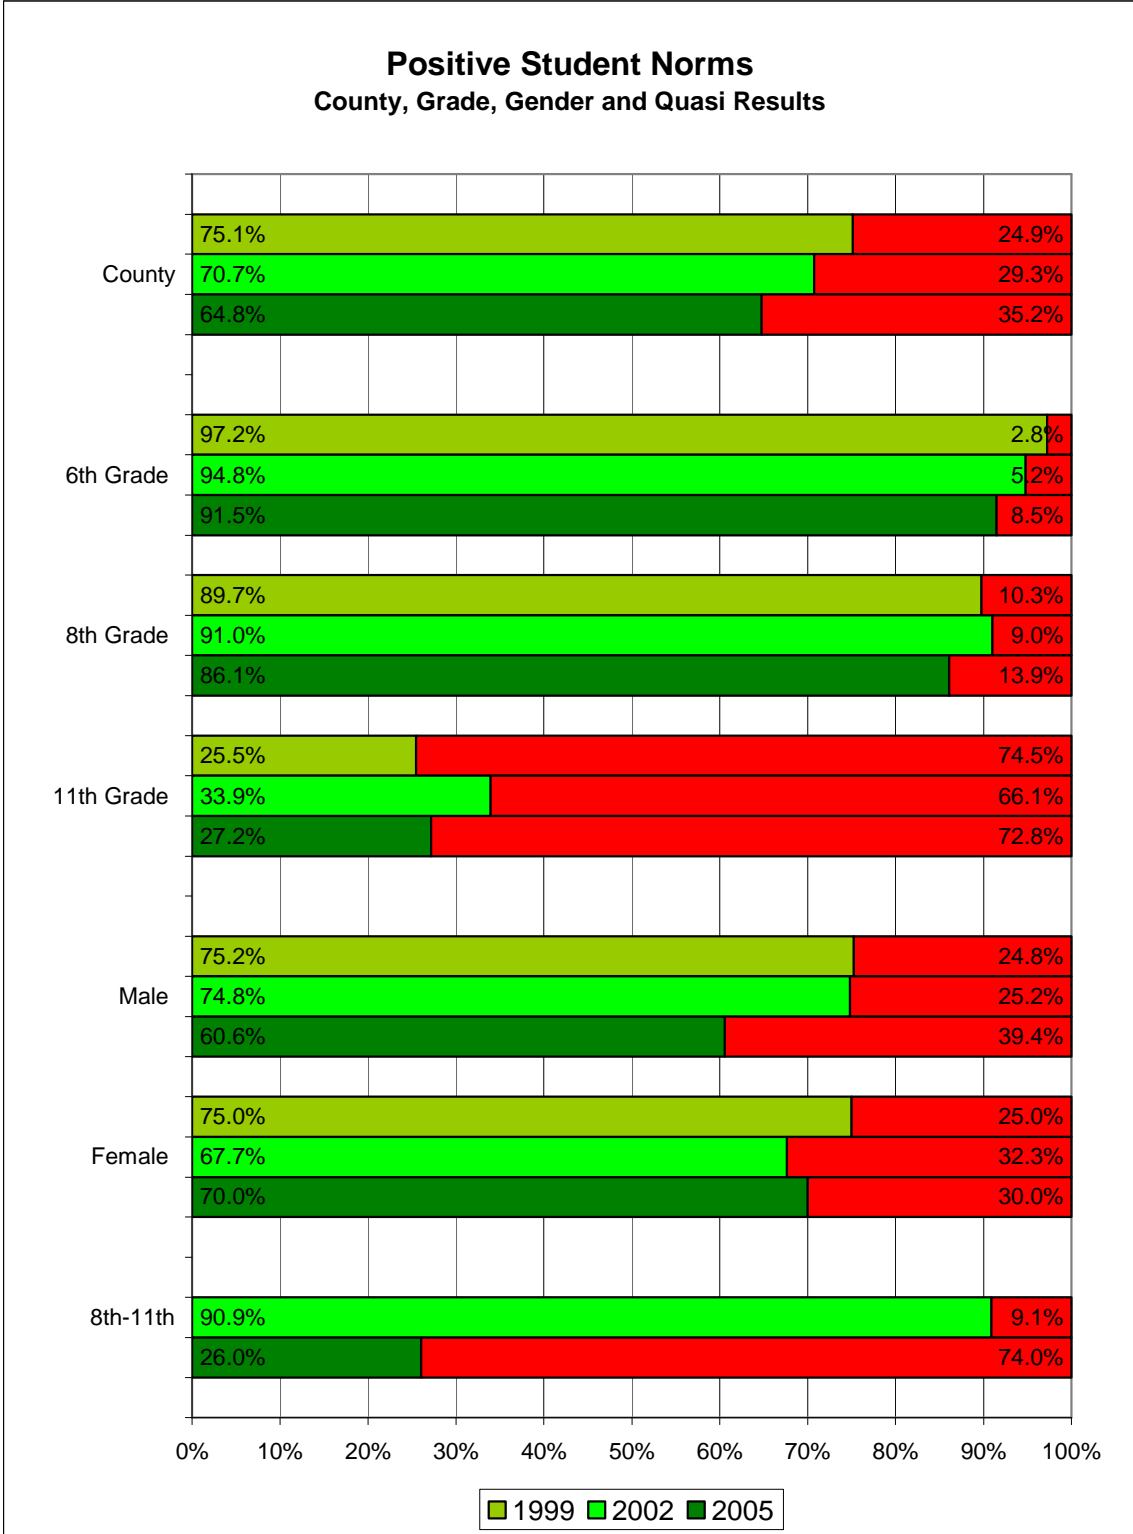 Positive Student Norms
County, Grade, Gender and Quasi Results
75.1% 24.9%
County 70.7% 29.3%
64.8% 35.2%
97.2% 2.8%
6th Grade 94.8% 5.2%
91.5% 8.5%
89.7% 10.3%
8th Grade 91.0% 9.0%
86.1% 13.9%
25.5% 74.5%
11th Grade 33.9% 66.1%
27.2% 72.8%
75.2% 24.8%
Male 74.8% 25.2%
60.6% 39.4%
75.0% 25.0%
Female 67.7% 32.3%
70.0% 30.0%
8th-11th 90.9% 9.1%
26.0% 74.0%
0% 10% 20% 30% 40% 50% 60% 70% 80% 90% 100%
1999 2002 2005